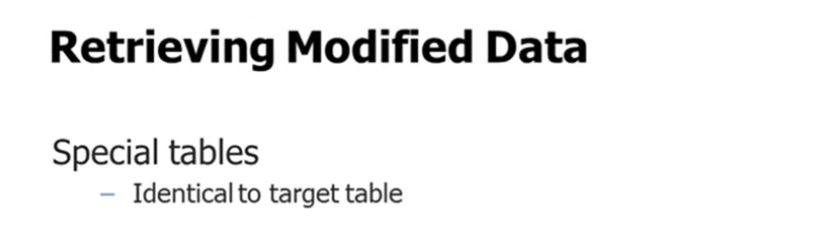 Retrieving Modified Data
Special tables
– Identical to target table